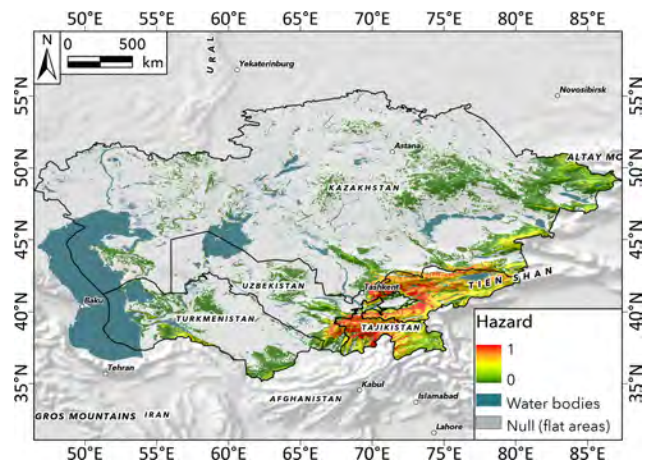 50°E 55°E 60°E 65°E 70°E 75°E 80°E 85°E
N
0 500
km
URAL
Yekaterinburg
Novosibirsk
55°N
55°N
Astana
ALTAY MO
50°N
50°N
KAZAKHSTAN
45°N
45°N
TIEN SHAN
UZBEKISTAN
Tashkent
Baku
40°N
40°N
TURKMENISTAN
TAJIKISTAN
Hazard
1
0
Tehran
35°N
35°N
Kabul
AFGHANISTAN
Islamabad
Water bodies
GROS MOUNTAINS IRAN
Null (flat areas)
Lahore
50°E 55°E 60°E 65°E 70°E 75°E 80°E 85°E